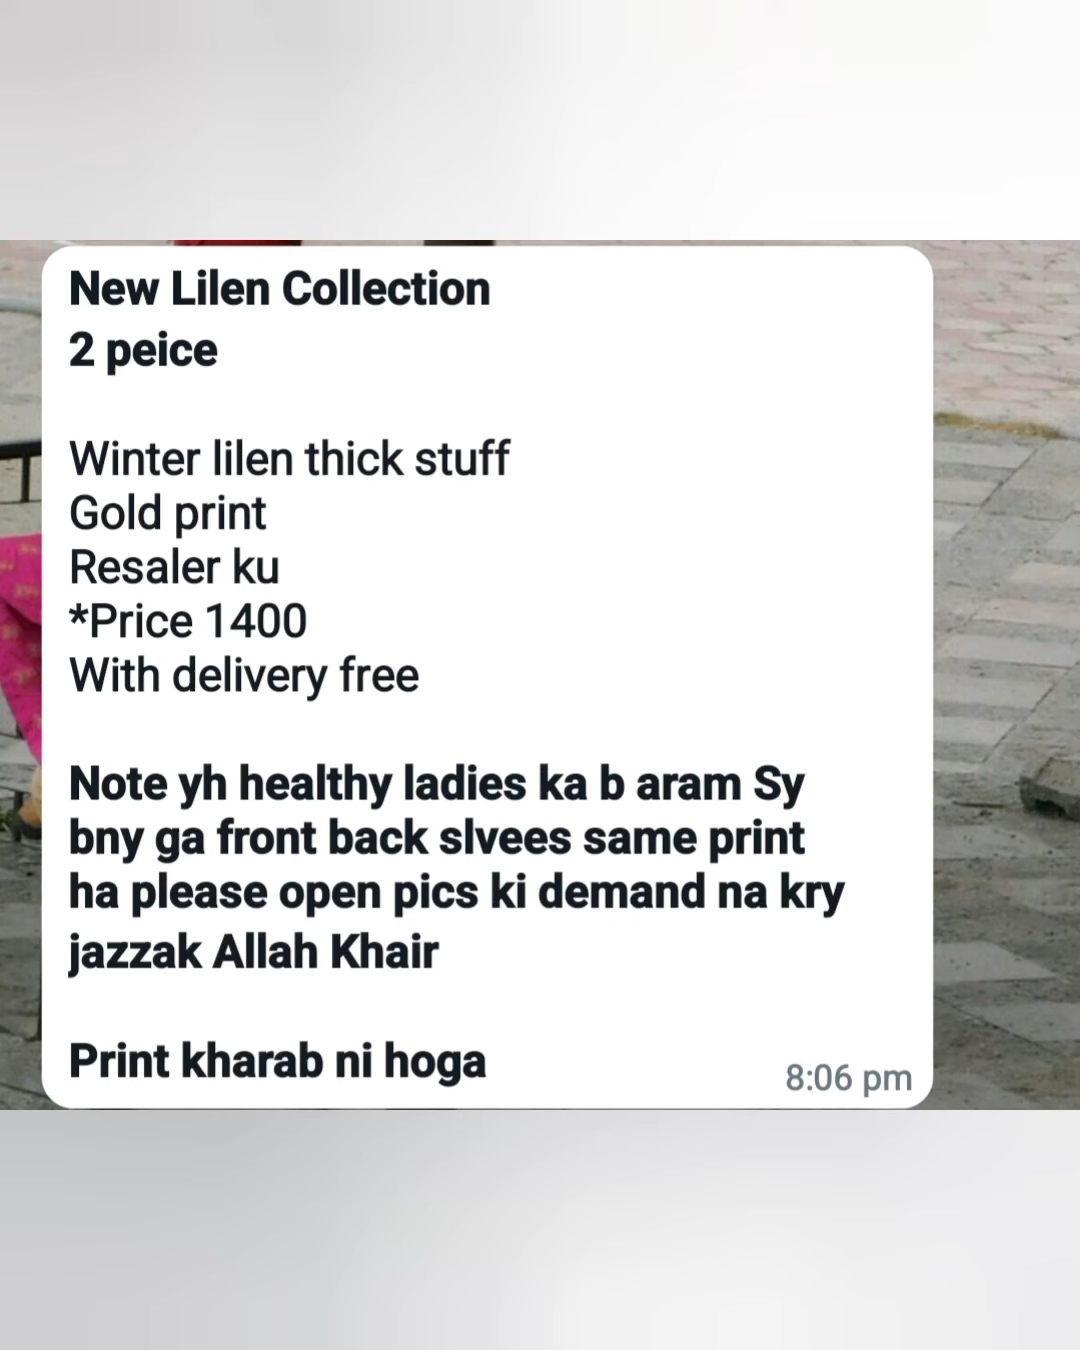 New Lilen Collection
2 peice
Winter lilen thick stuff
Gold print
Resaler ku
*Price 1400
With delivery free
Note yh healthy ladies ka b aram Sy
bny ga front back slvees same print
ha please open pics ki demand na kry
jazzak Allah Khair
Print kharab ni hoga
8:06 pm